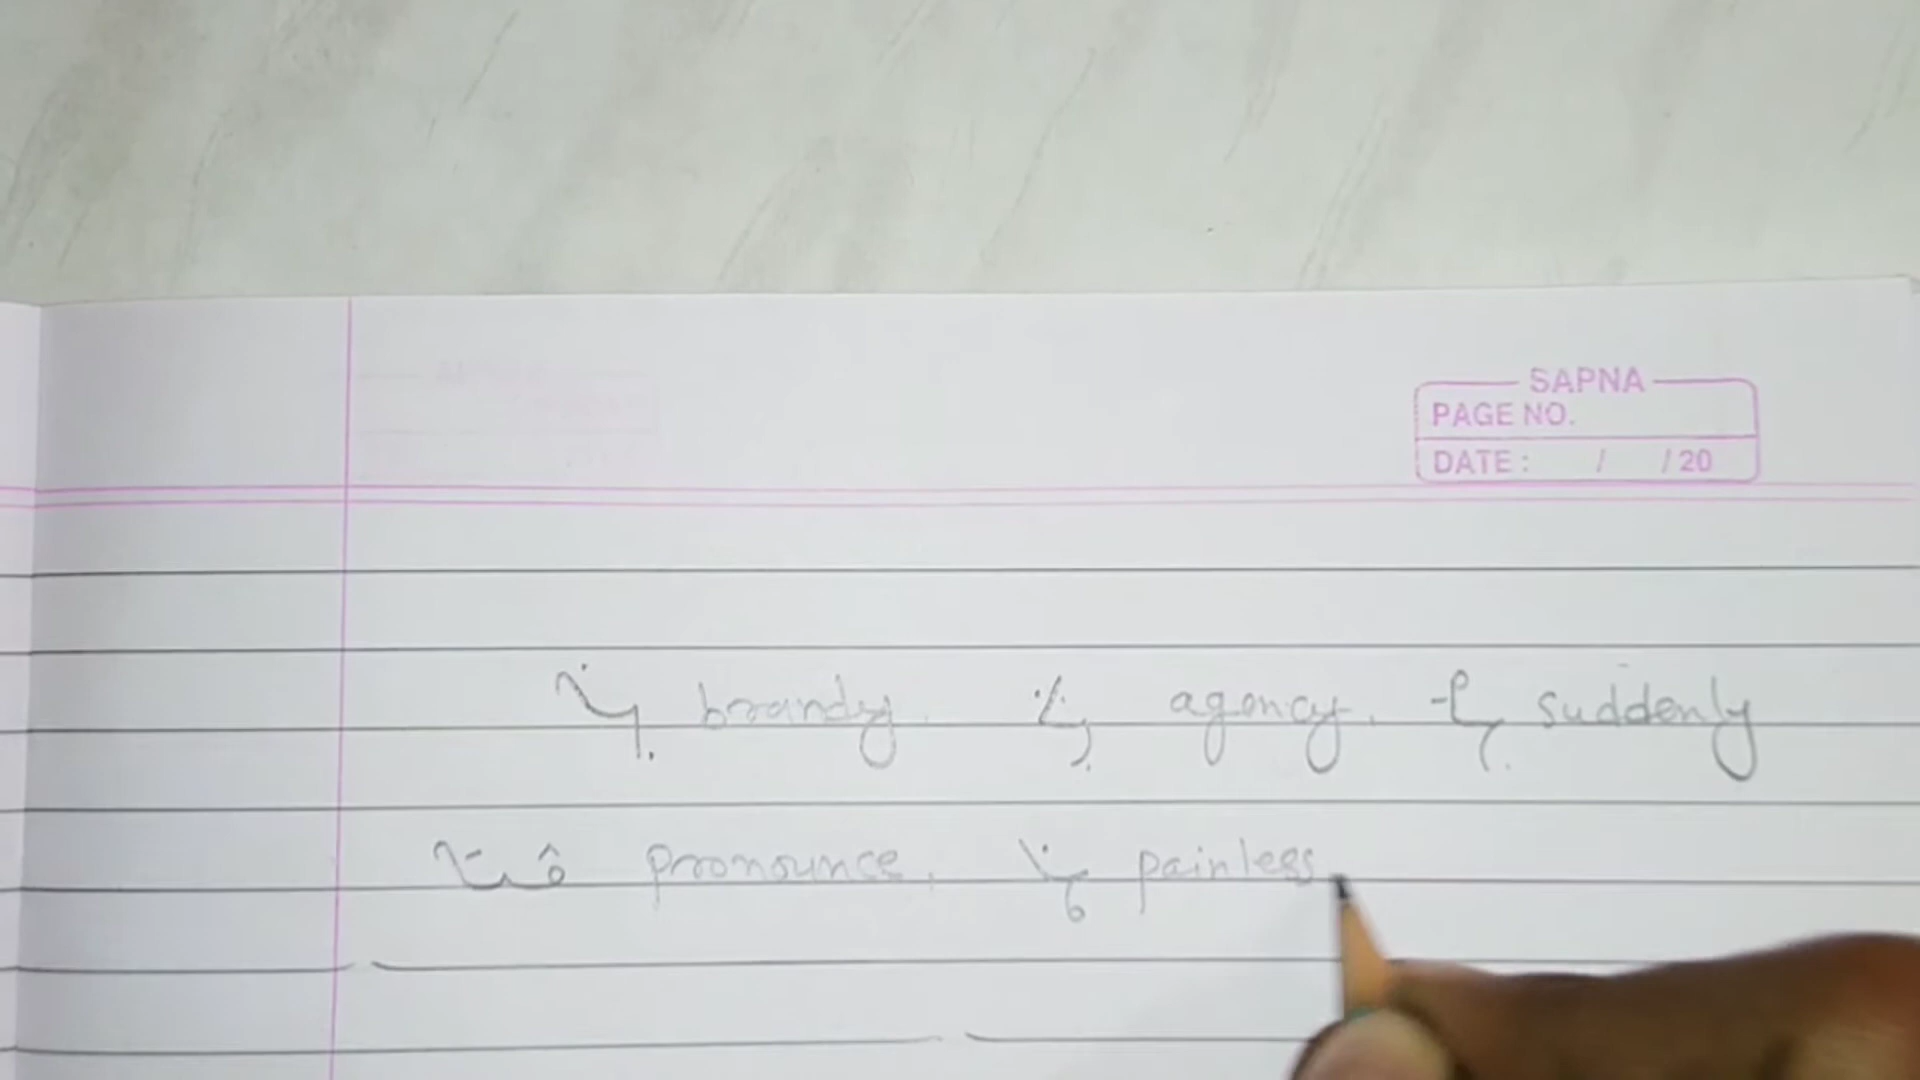 SAPNA
PAGE NO.
DATE : / / 20
brandy. agency. suddenly
pronounce. painless